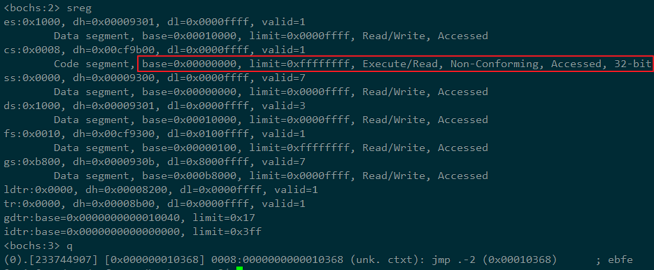 <bochs:2> sreg
es:0x1000, dh=0x00009301, dl=0x0000ffff, valid=1
Data segment, base=0x00010000, limit=0x0000ffff, Read/Write, Accessed
cs:0x0008, dh=0x00cf9b00, dl=0x0000ffff, valid=1
Code segment, base=0x00000000, limit=0xffffffff, Execute/Read, Non-Conforming, Accessed, 32-bit
ss:0x0000, dh=0x00009300, dl=0x0000ffff, valid=7
Data segment, base=0x00000000, limit=0x0000ffff, Read/Write, Accessed
ds:0x1000, dh=0x00009301, dl=0x0000ffff, valid=3
Data segment, base=0x00010000, limit=0x0000ffff, Read/Write, Accessed
fs:0x0010, dh=0x00cf9300, dl=0x0100ffff, valid=1
Data segment, base=0x00000100, limit=0xffffffff, Read/Write, Accessed
gs:0xb800, dh=0x0000930b, dl=0x8000ffff, valid=7
Data segment, base=0x000b8000, limit=0x0000ffff, Read/Write, Accessed
ldtr:0x0000, dh=0x00008200, dl=0x0000ffff, valid=1
tr:0x0000, dh=0x00008b00, dl=0x0000ffff, valid=1
gdtr:base=0x0000000000010040, limit=0x17
idtr:base=0x0000000000000000, limit=0x3ff
<bochs:3> q
(0).[233744907] [0x000000010368] 0008:0000000000010368 (unk. ctxt): jmp .-2 (0x00010368) ; ebfe